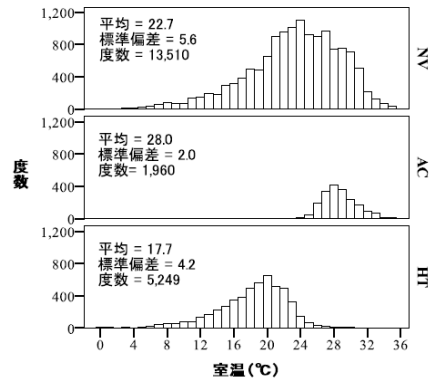 1,200
800
400
0
平均 = 22.7
標準偏差 = 5.6
度数 = 13,510
NV
1,200
800
400
0
平均 = 28.0
標準偏差 = 2.0
度数= 1,960
AC
度数
1,200
800
400
0
平均 = 17.7
標準偏差 = 4.2
度数 = 5,249
HT
0 4 8 12 16 20 24 28 32 36
室温(℃)